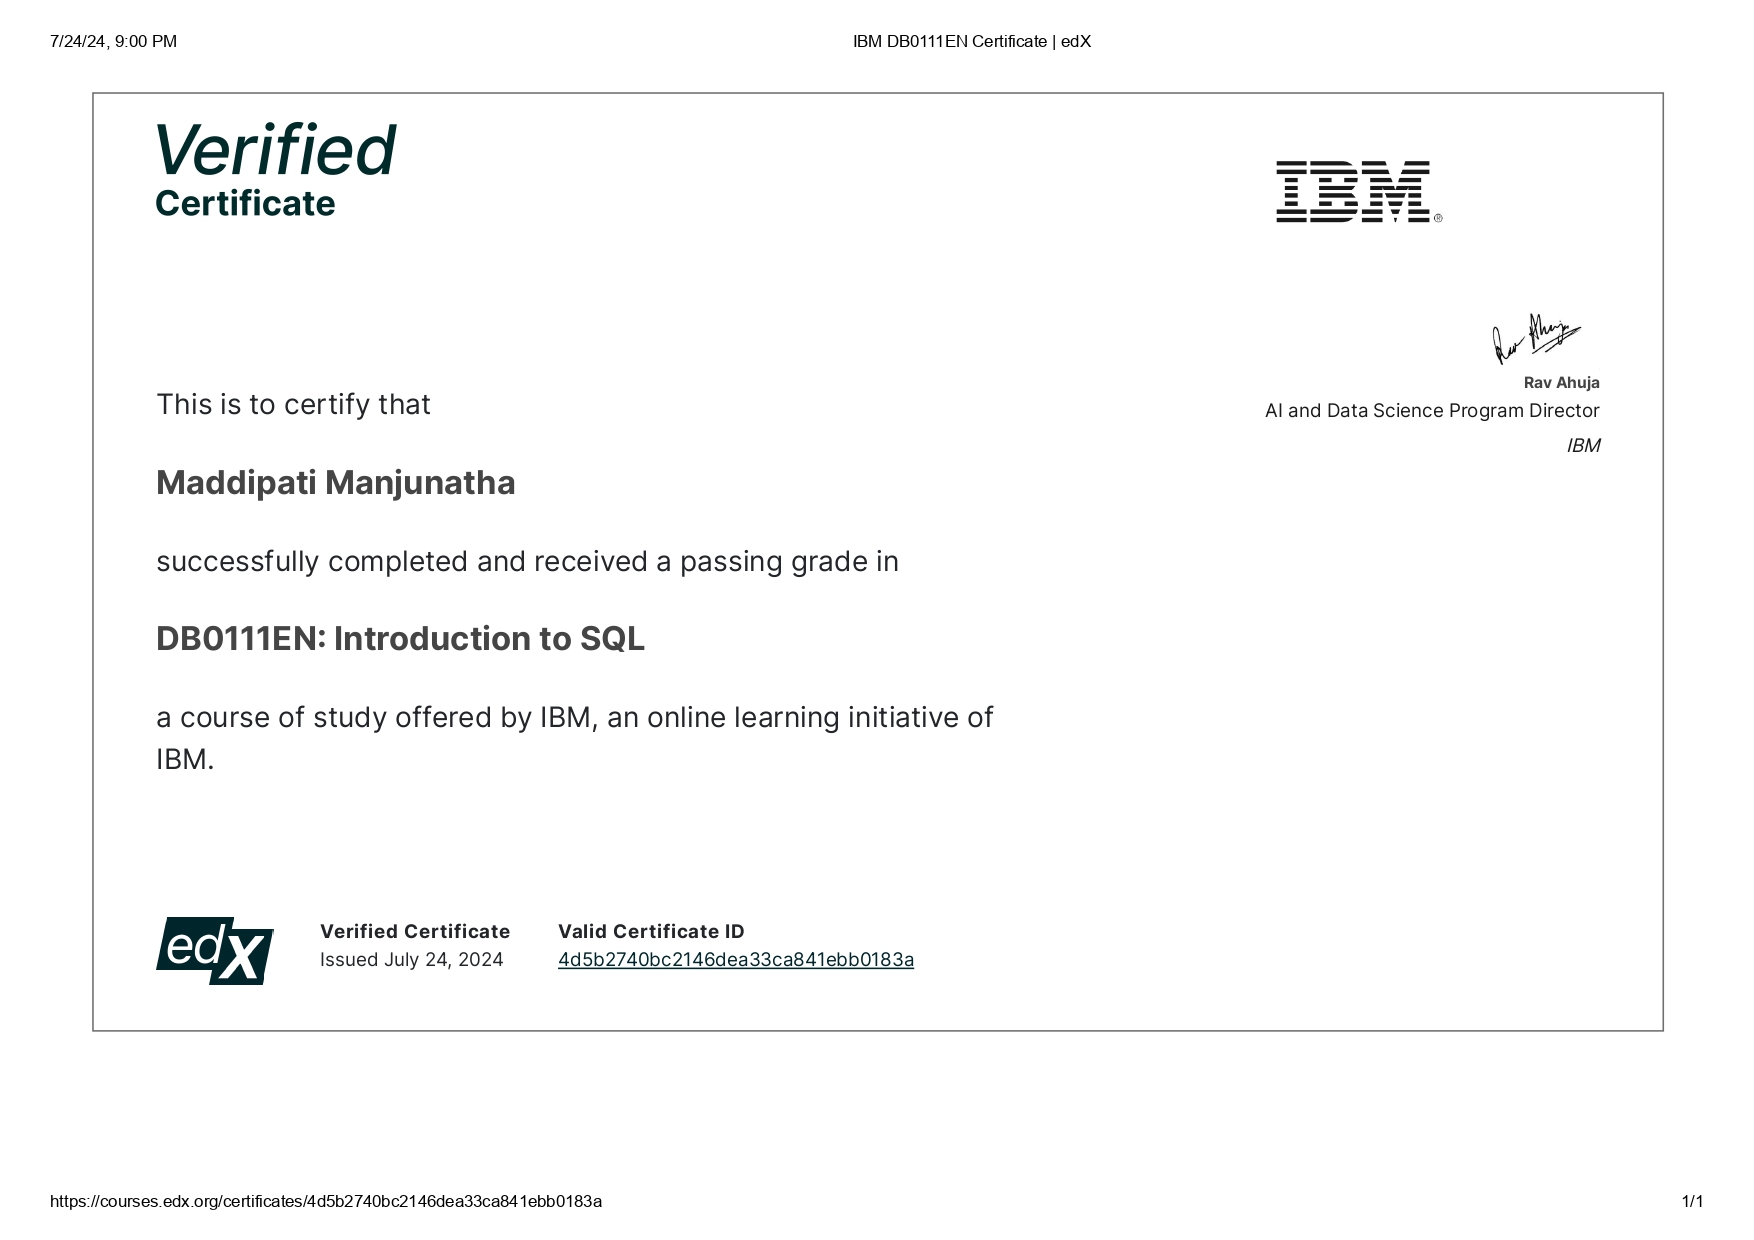 7/24/24, 9:00 PM
IBM DB0111EN Certificate | edX
Verified
Certificate
IBM®
Rav Ahuja
Rav Ahuja
AI and Data Science Program Director
IBM
This is to certify that
Maddipati Manjunatha
successfully completed and received a passing grade in
DB0111EN: Introduction to SQL
a course of study offered by IBM, an online learning initiative of
IBM.
edX
Verified Certificate
Issued July 24, 2024
Valid Certificate ID
4d5b2740bc2146dea33ca841ebb0183a
https://courses.edx.org/certificates/4d5b2740bc2146dea33ca841ebb0183a
1/1